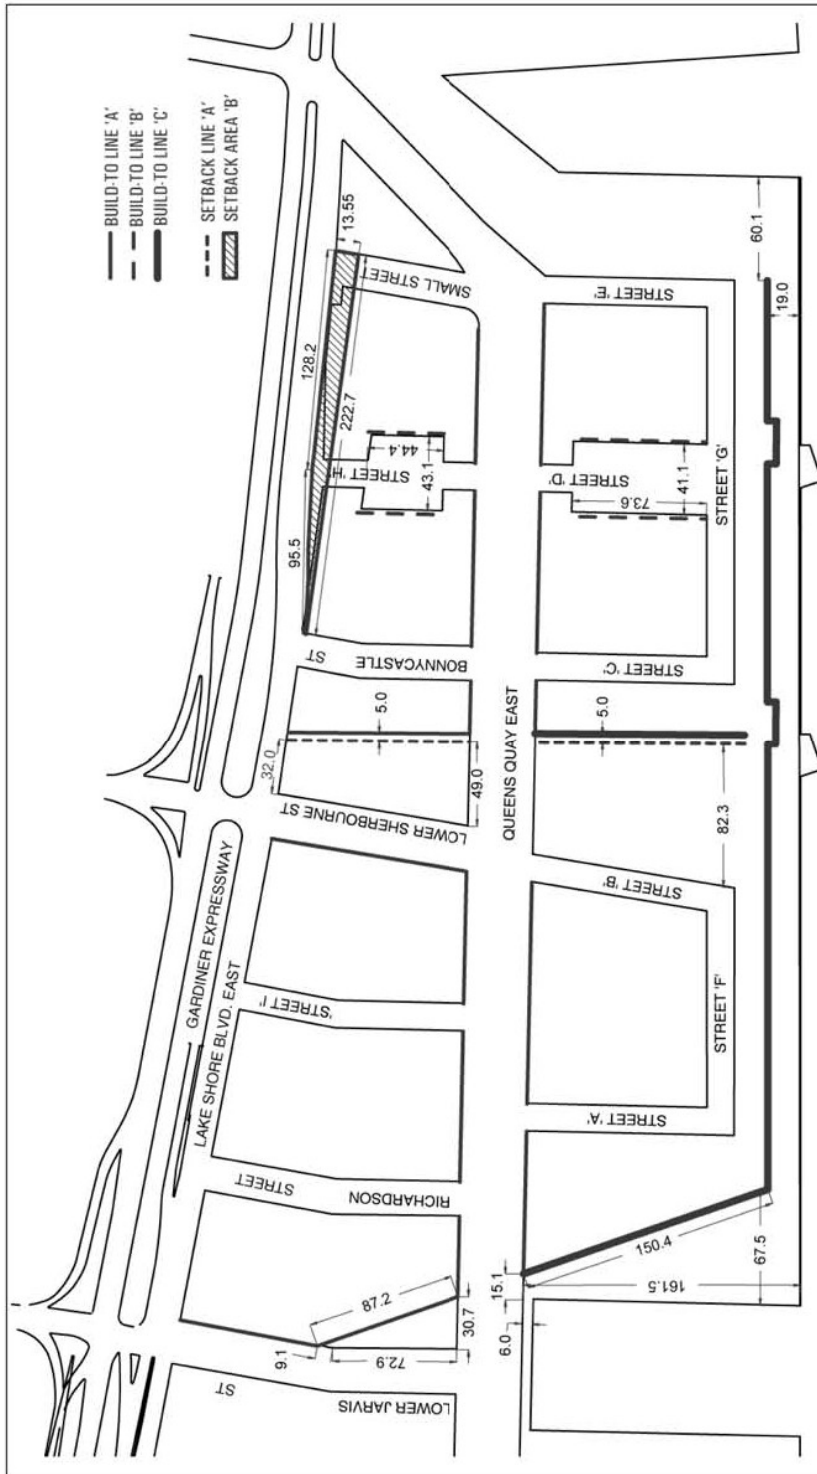 BUILD-TO LINE 'A'
BUILD-TO LINE 'B'
BUILD-TO LINE 'C'
SETBACK LINE 'A'
SETBACK AREA 'B'
GARDINER EXPRESSWAY
LAKE SHORE BLVD. EAST
LOWER JARVIS
ST
9.1
72.9
87.2
30.7
RICHARDSON
STREET
'STREET I'
LOWER SHERBOURNE ST
32.0
49.0
5.0
BONNYCASTLE
ST
95.5
128.2
222.7
13.55
STREET 'H'
44.4
43.1
SMALL STREET
QUEENS QUAY EAST
6.0
15.1
161.5
150.4
67.5
STREET 'A'
STREET 'F'
STREET 'B'
82.3
5.0
STREET 'C'
STREET 'D'
73.6
41.1
STREET 'G'
STREET 'E'
60.1
19.0